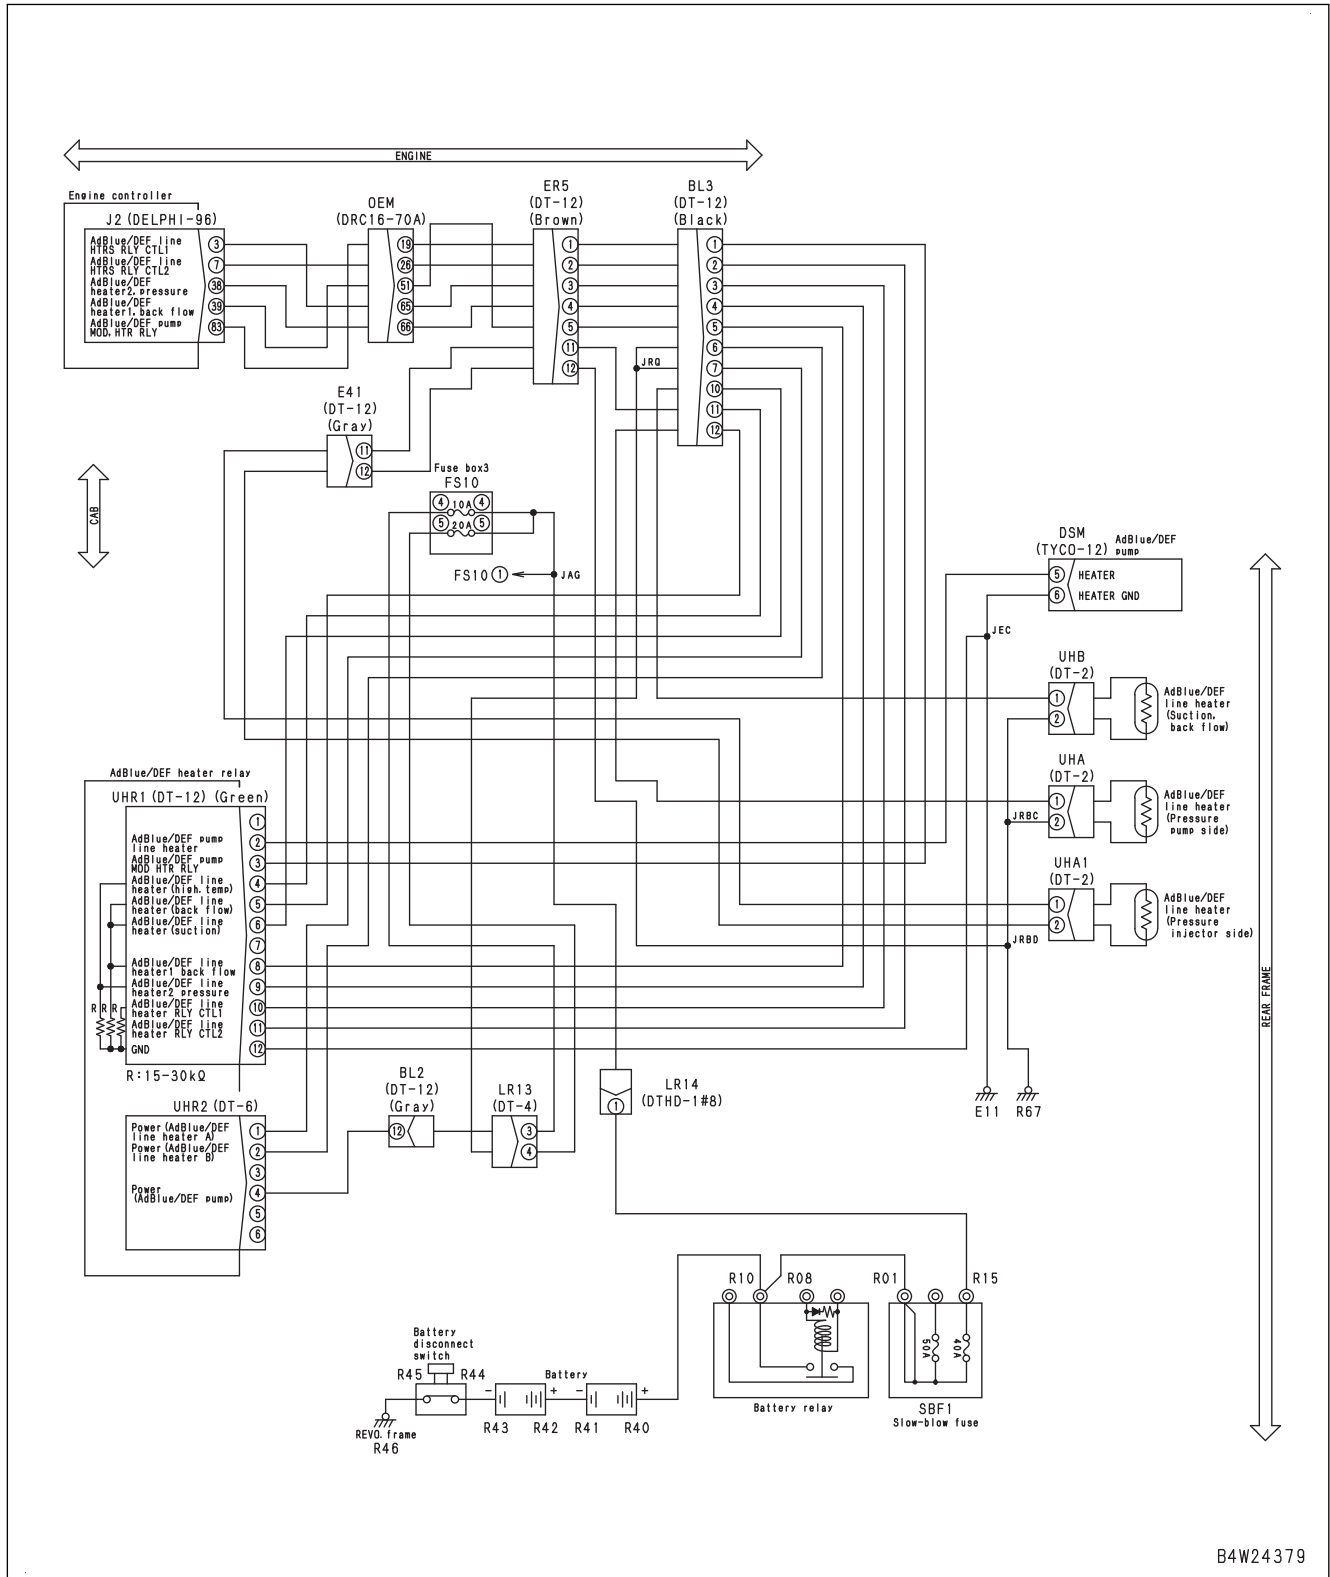 ENGINE
Engine controller
J2 (DELPHI-96)
AdBlue/DEF line
HTRS RLY CTL1
AdBlue/DEF line
HTRS RLY CTL2
AdBlue/DEF
heater2. pressure
AdBlue/DEF
heater1. back flow
AdBlue/DEF pump
MOD. HTR RLY
3
7
38
39
83
OEM
(DRC16-70A)
19
26
51
65
66
ER5
(DT-12)
(Brown)
1
2
3
4
5
11
12
BL3
(DT-12)
(Black)
1
2
3
4
5
6
7
10
11
12
JRQ
E41
(DT-12)
(Gray)
11
12
CAB
Fuse box3
FS10
4 10A 4
5 20A 5
FS10 1
JAG
DSM
(TYCO-12)
AdBlue/DEF
pump
5 HEATER
6 HEATER GND
JEC
UHB
(DT-2)
1
2
AdBlue/DEF
line heater
(Suction.
back flow)
UHA
(DT-2)
1
2
AdBlue/DEF
line heater
(Pressure
pump side)
JRBC
UHA1
(DT-2)
1
2
AdBlue/DEF
line heater
(Pressure
injector side)
JRBD
REAR FRAME
AdBlue/DEF heater relay
UHR1 (DT-12) (Green)
AdBlue/DEF pump
line heater
AdBlue/DEF pump
MOD HTR RLY
AdBlue/DEF line
heater (high. temp)
AdBlue/DEF line
heater (back flow)
AdBlue/DEF line
heater (suction)
AdBlue/DEF line
heater1 back flow
AdBlue/DEF line
heater2 pressure
AdBlue/DEF line
heater RLY CTL1
AdBlue/DEF line
heater RLY CTL2
GND
1
2
3
4
5
6
7
8
9
10
11
12
R R R
R:15-30kΩ
UHR2 (DT-6)
Power (AdBlue/DEF
line heater A)
Power (AdBlue/DEF
line heater B)
Power
(AdBlue/DEF pump)
1
2
3
4
5
6
BL2
(DT-12)
(Gray)
12
LR13
(DT-4)
3
4
LR14
(DTHD-1#8)
1
E11
R67
R10
R08
R01
R15
50A
40A
Battery relay
SBF1
Slow-blow fuse
Battery
disconnect
switch
R45
R44
Battery
- + - +
R43
R42
R41
R40
REVO. frame
R46
B4W24379